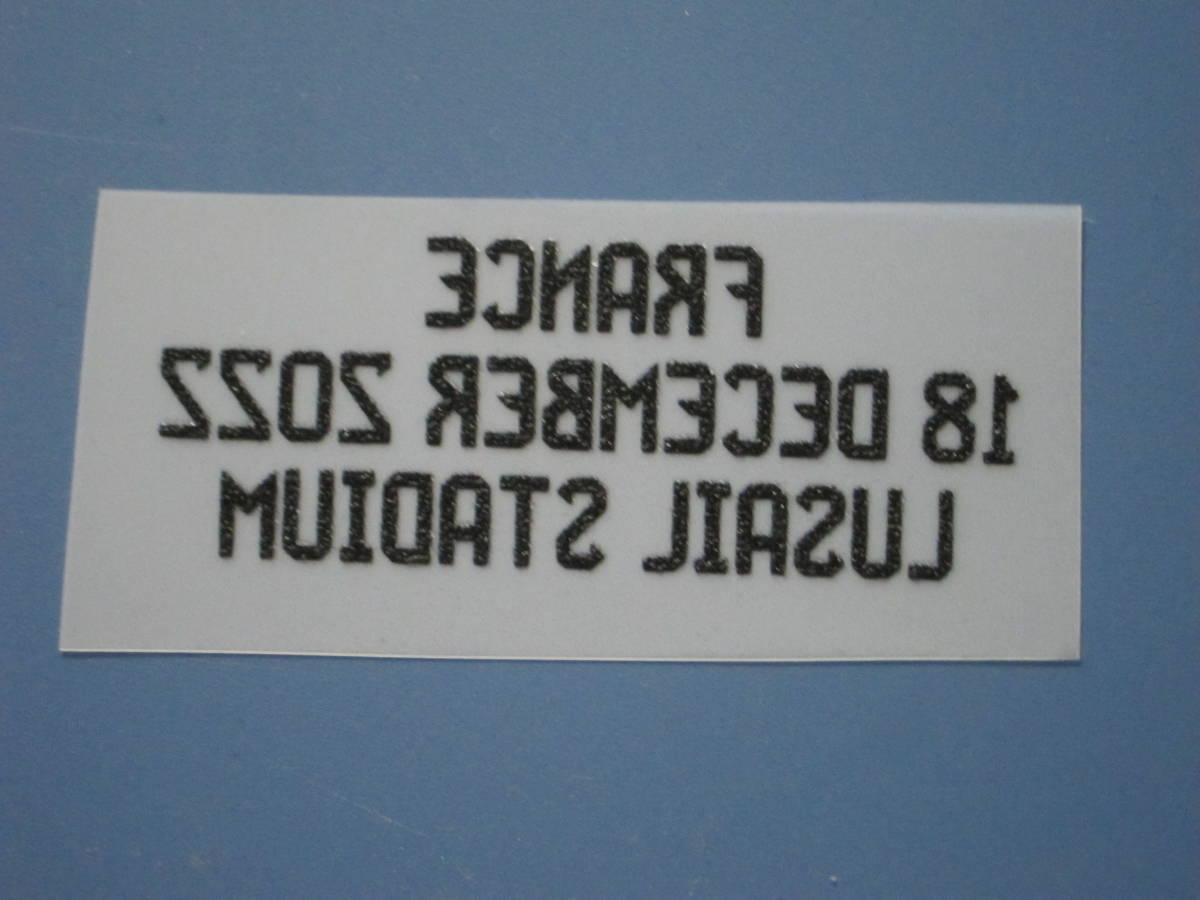 FRANCE
18 DECEMBER 2022
LUSAIL STADIUM